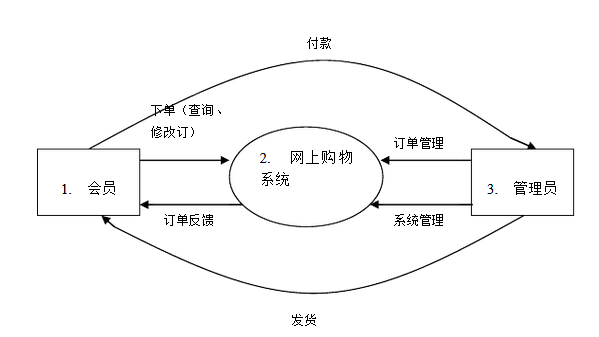 付款
下单（查询、
修改订）
订单管理
2. 网上购物
系统
1. 会员
3. 管理员
订单反馈
系统管理
发货